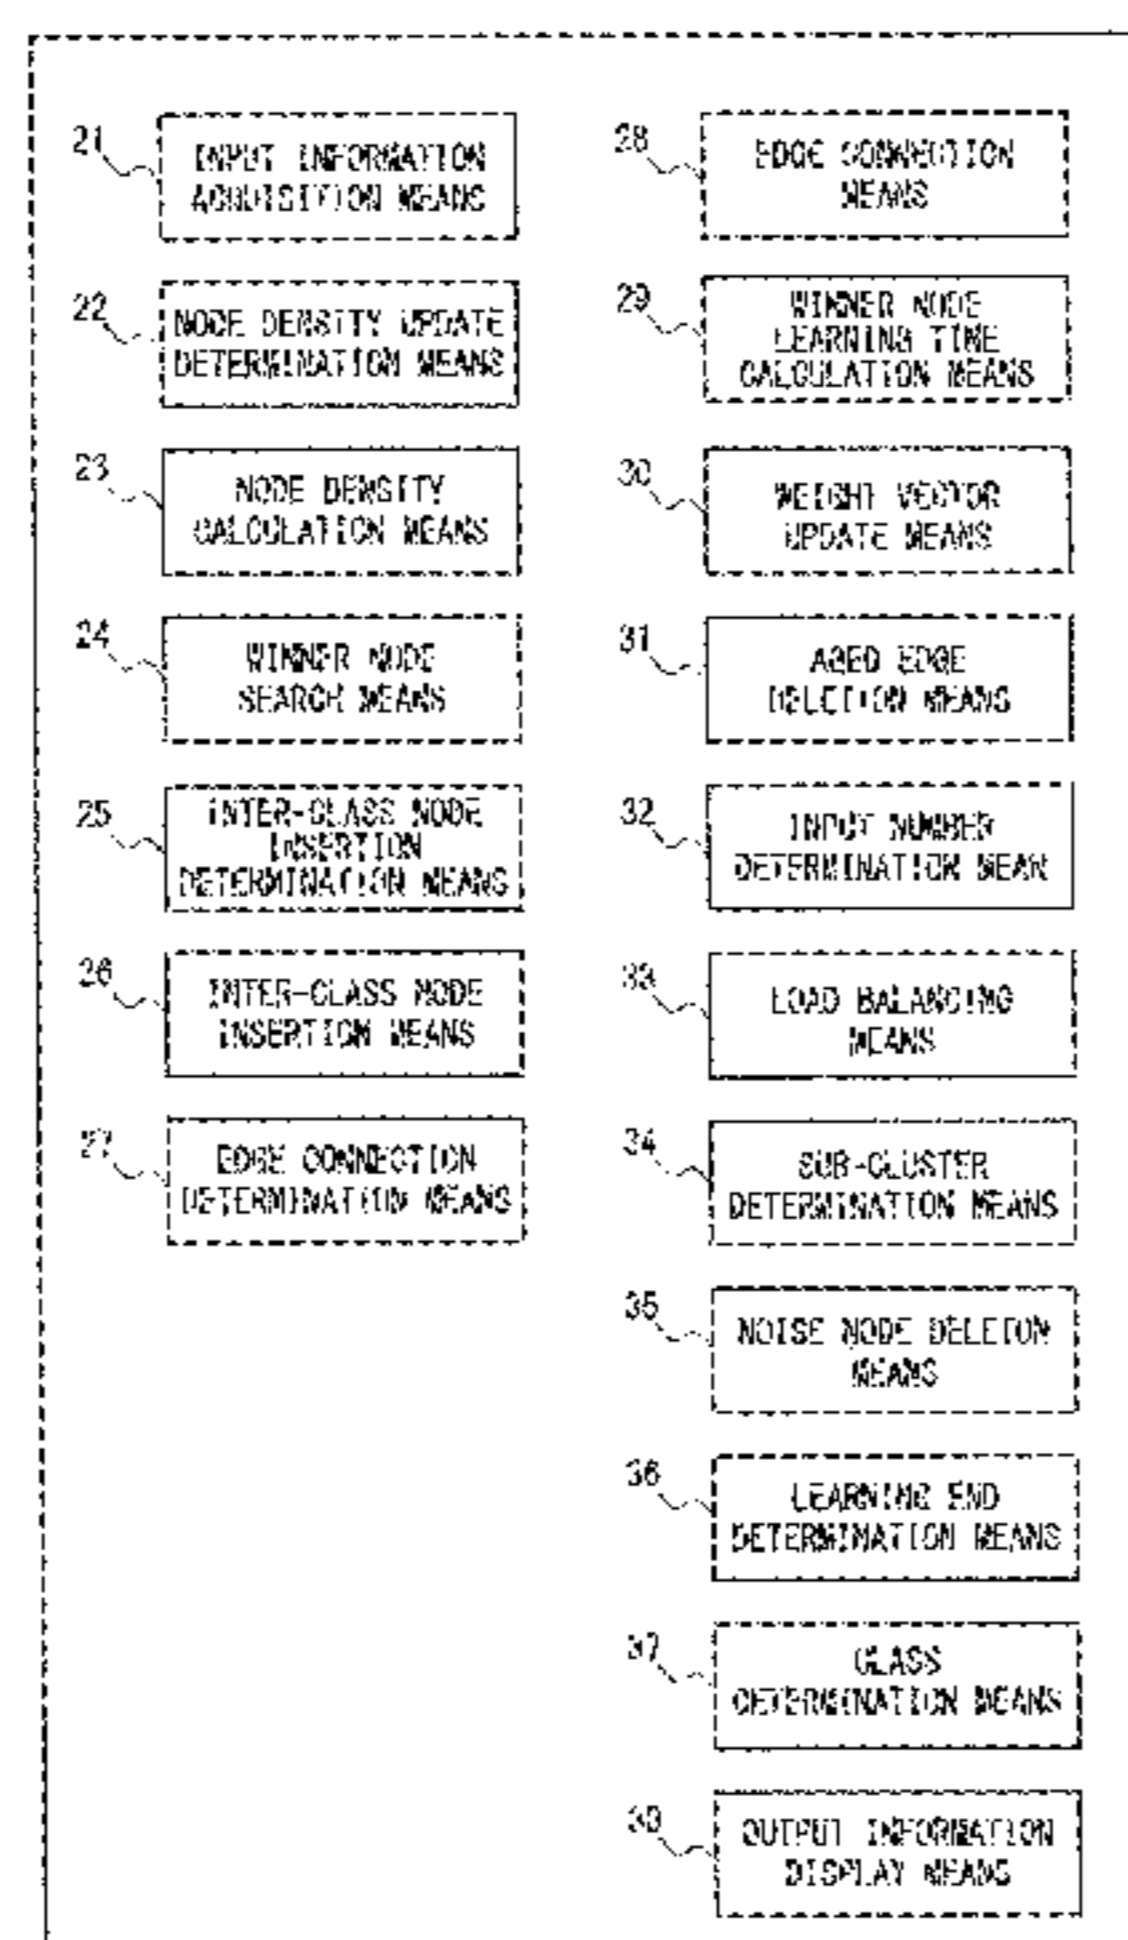 21
INPUT INFORMATION
ACQUISITION MEANS
22
NODE DENSITY UPDATE
DETERMINATION MEANS
23
NODE DENSITY
CALCULATION MEANS
24
WINNER NODE
SEARCH MEANS
25
INTER-CLASS NODE
INSERTION
DETERMINATION MEANS
26
INTER-CLASS NODE
INSERTION MEANS
27
EDGE CONNECTION
DETERMINATION MEANS
28
EDGE CONNECTION
MEANS
29
WINNER NODE
LEARNING TIME
CALCULATION MEANS
30
WEIGHT VECTOR
UPDATE MEANS
31
AGED EDGE
DELETION MEANS
32
INPUT NUMBER
DETERMINATION MEAN
33
LOAD BALANCING
MEANS
34
SUB-CLUSTER
DETERMINATION MEANS
35
NOISE NODE DELETON
MEANS
36
LEARNING END
DETERMINATION MEANS
37
CLASS
DETERMINATION MEANS
38
OUTPUT INFORMATION
DISPLAY MEANS